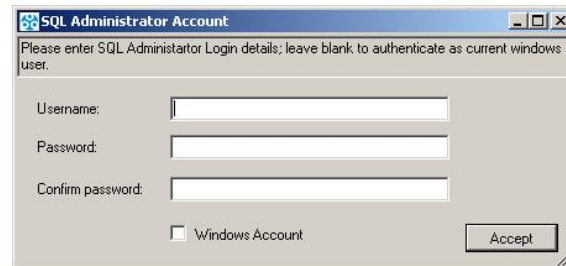 SQL Administrator Account
Please enter SQL Administartor Login details; leave blank to authenticate as current windows
user.
Username:
Password:
Confirm password:
Windows Account
Accept